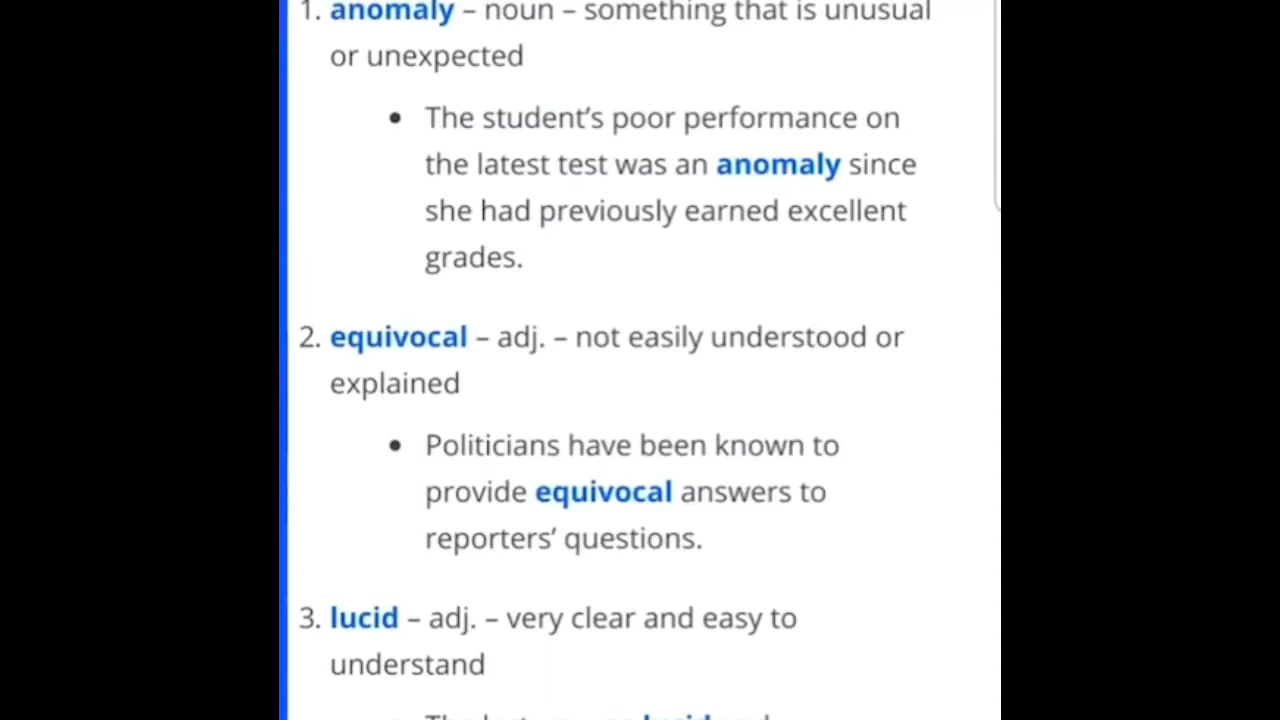 1. anomaly – noun – something that is unusual
or unexpected
• The student’s poor performance on
the latest test was an anomaly since
she had previously earned excellent
grades.
2. equivocal – adj. – not easily understood or
explained
• Politicians have been known to
provide equivocal answers to
reporters’ questions.
3. lucid – adj. – very clear and easy to
understand